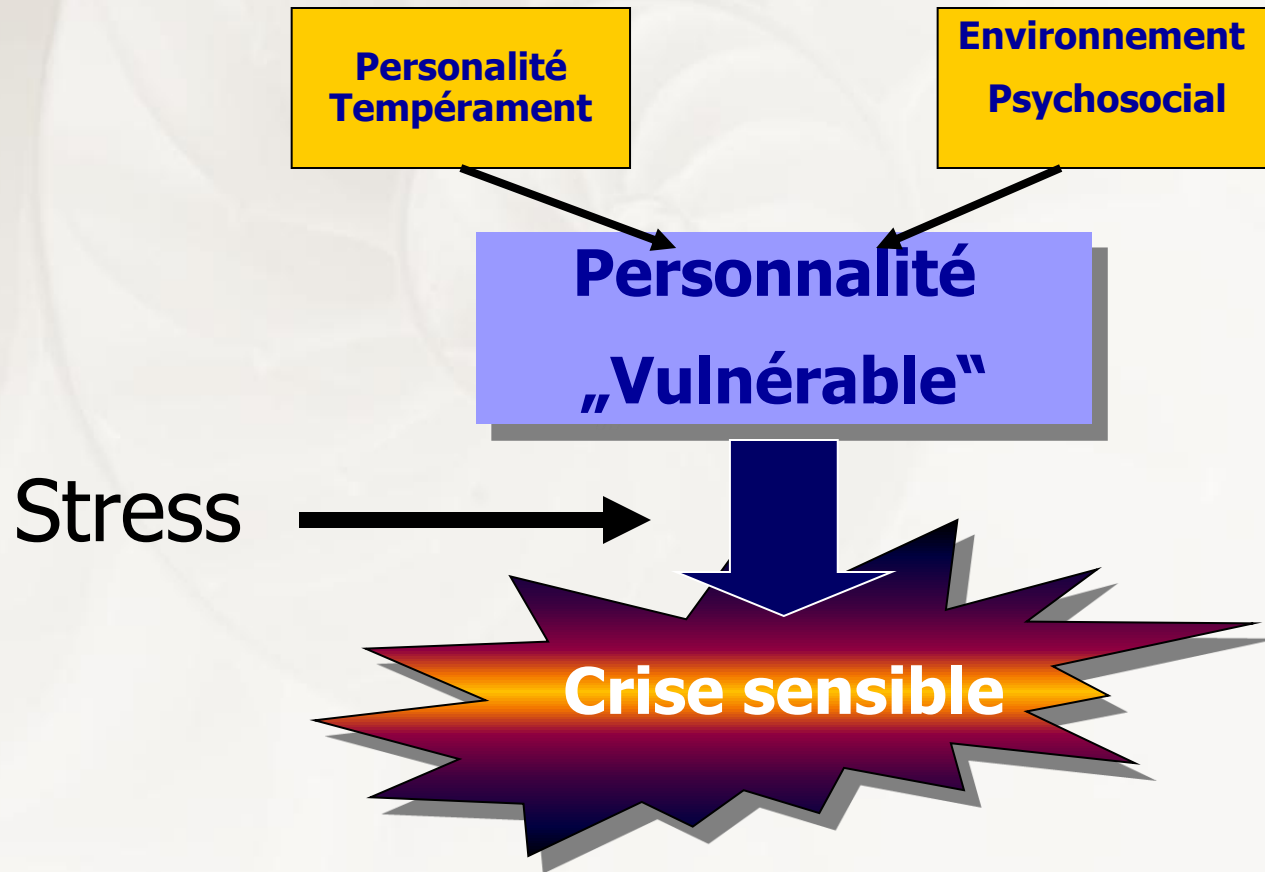 Personalité
Tempérament
Environnement
Psychosocial
Personnalité
„Vulnérable“
Stress
Crise sensible